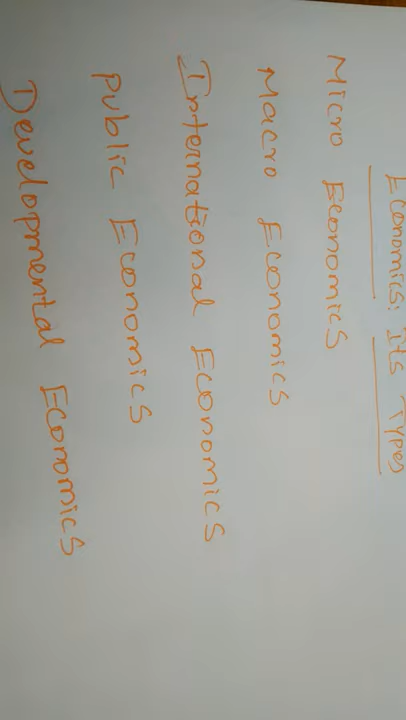 Economics: Its Types
Micro Economics
Macro Economics
International Economics
Public Economics
Developmental Economics